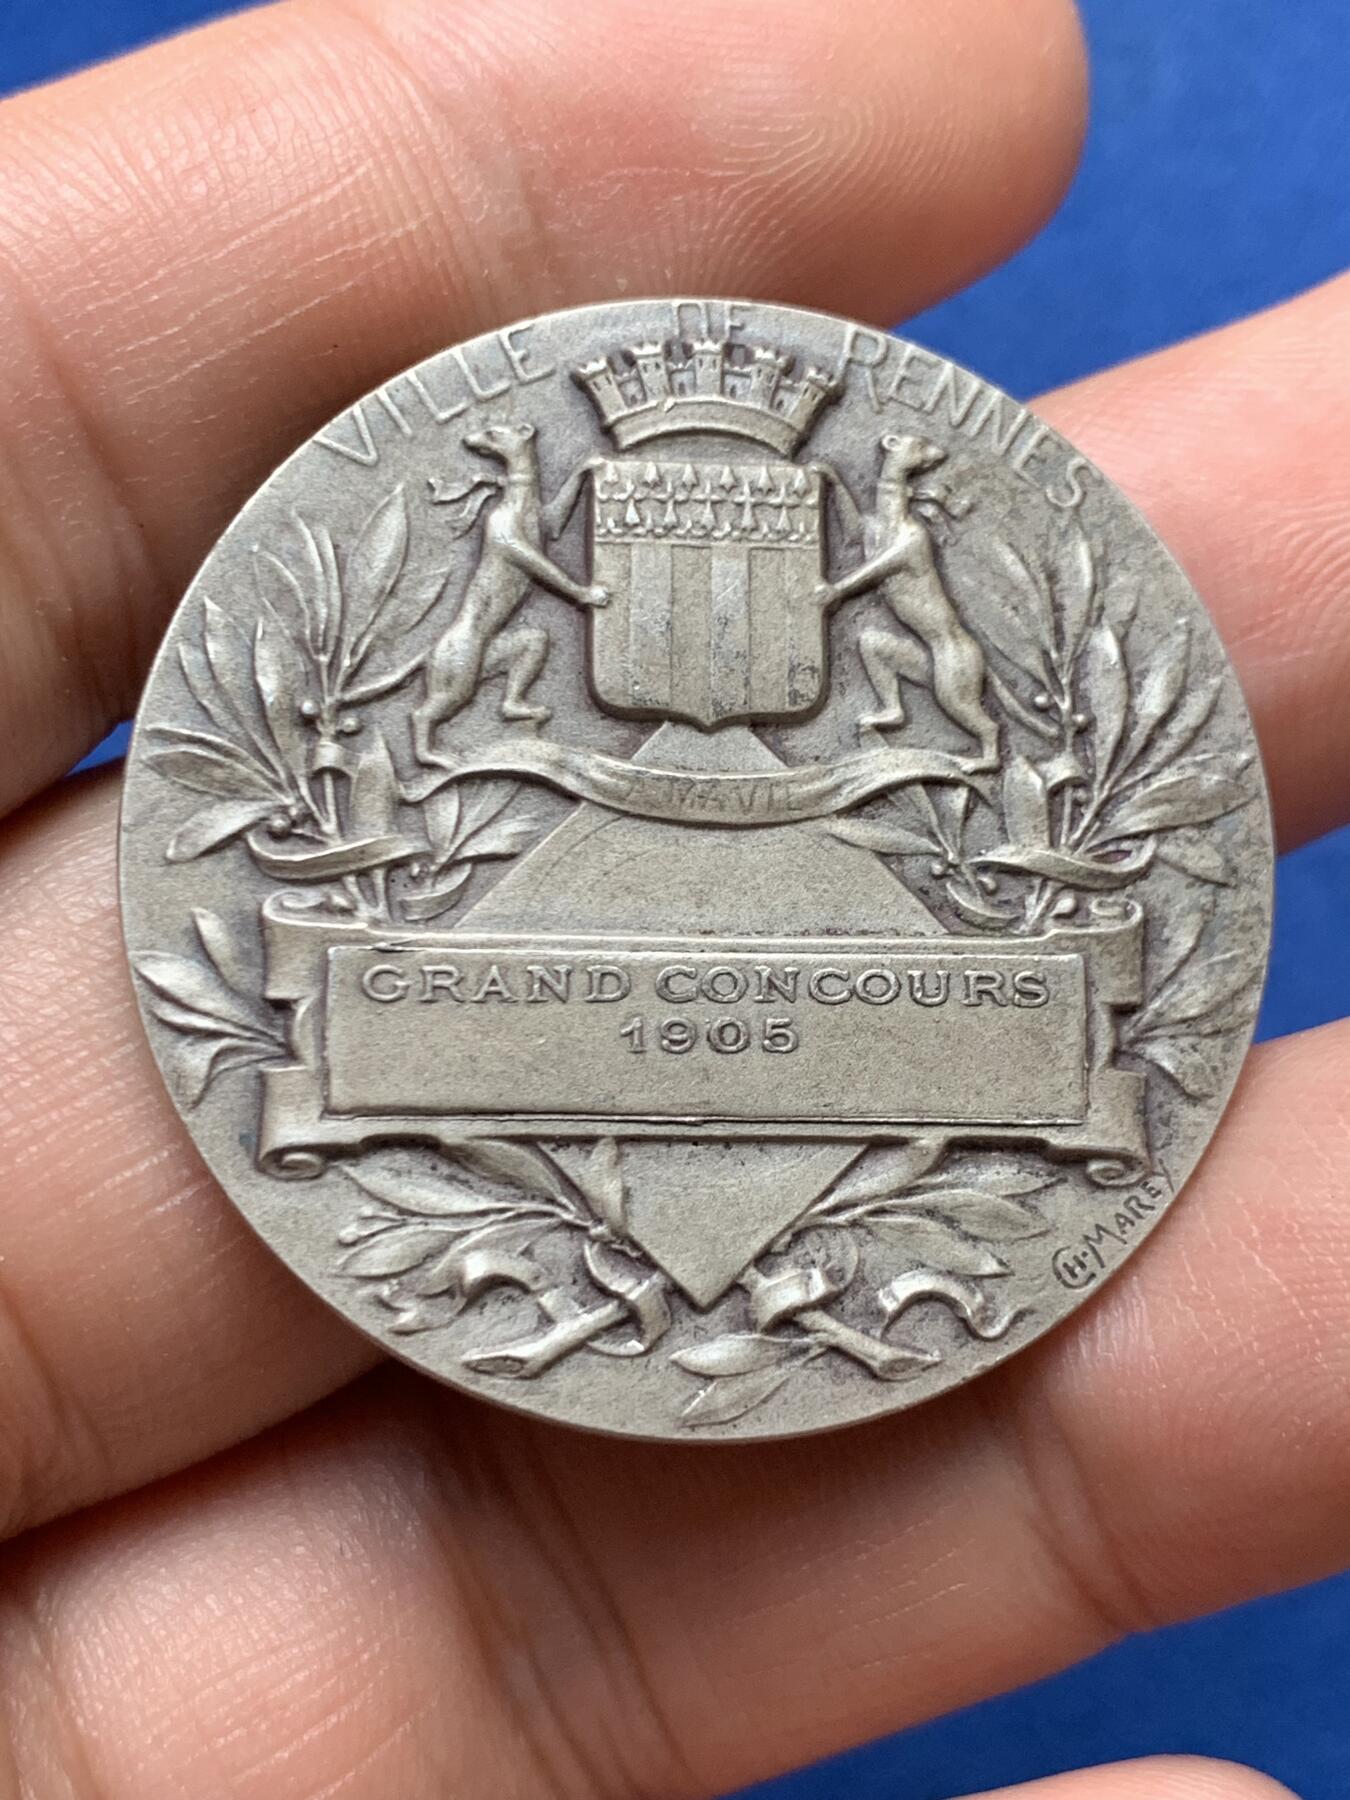 VILLE DE RENNES
A MA VIE
GRAND CONCOURS
1905
CH. MAREY